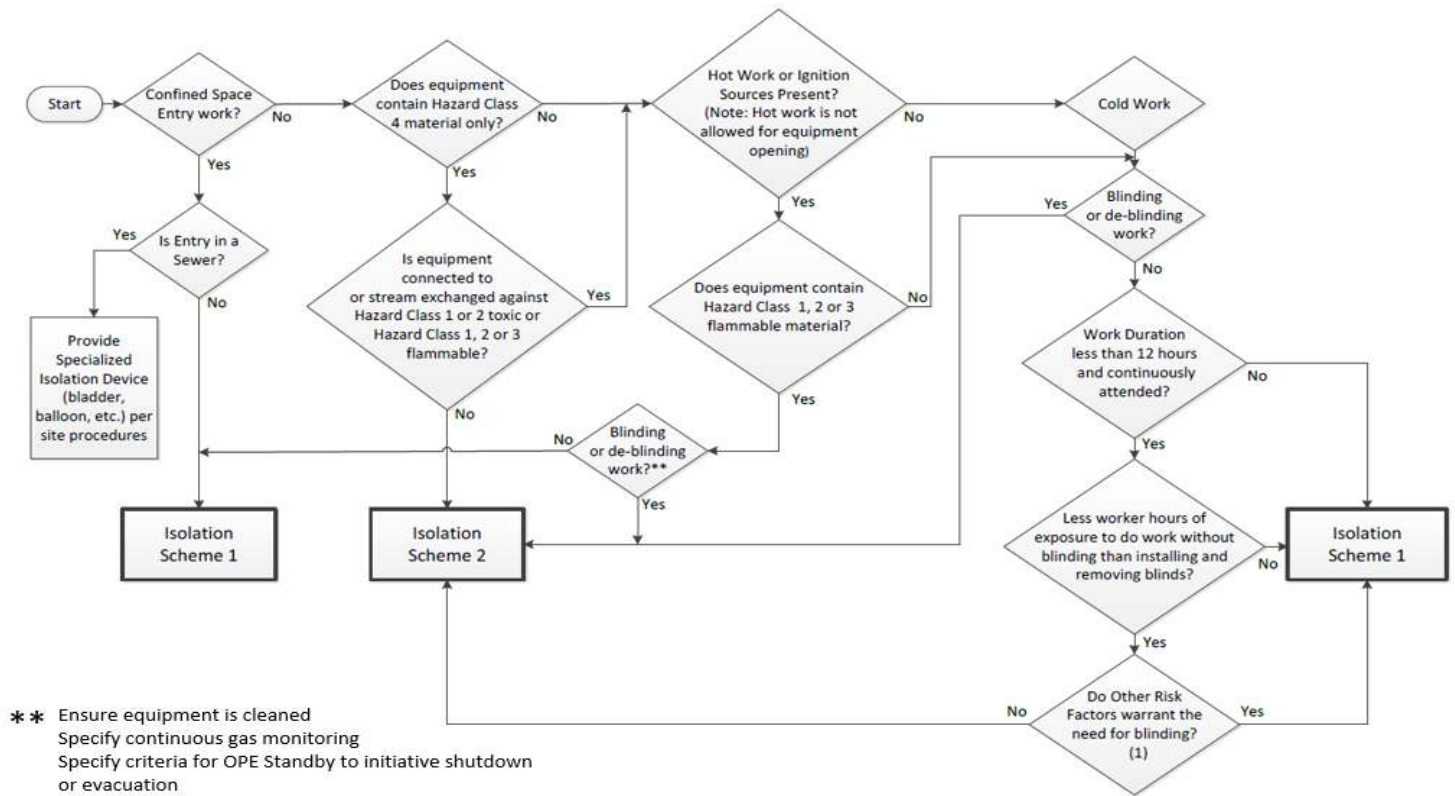 Start
Confined Space
Entry work?
No
Yes
Does equipment
contain Hazard Class
4 material only?
No
Yes
Hot Work or Ignition
Sources Present?
(Note: Hot work is not
allowed for equipment
opening)
No
Yes
Cold Work
Is Entry in a
Sewer?
Yes
No
Provide
Specialized
Isolation Device
(bladder,
balloon, etc.) per
site procedures
Is equipment
connected to
or stream exchanged against
Hazard Class 1 or 2 toxic or
Hazard Class 1, 2 or 3
flammable?
Yes
No
Does equipment contain
Hazard Class 1, 2 or 3
flammable material?
No
Yes
Blinding
or de-blinding
work?
Yes
No
Blinding
or de-blinding
work?**
No
Yes
Work Duration
less than 12 hours
and continuously
attended?
No
Yes
Isolation
Scheme 1
Isolation
Scheme 2
Less worker hours of
exposure to do work without
blinding than installing and
removing blinds?
No
Yes
Isolation
Scheme 1
Do Other Risk
Factors warrant the
need for blinding?
(1)
No
Yes
** Ensure equipment is cleaned
Specify continuous gas monitoring
Specify criteria for OPE Standby to initiative shutdown
or evacuation